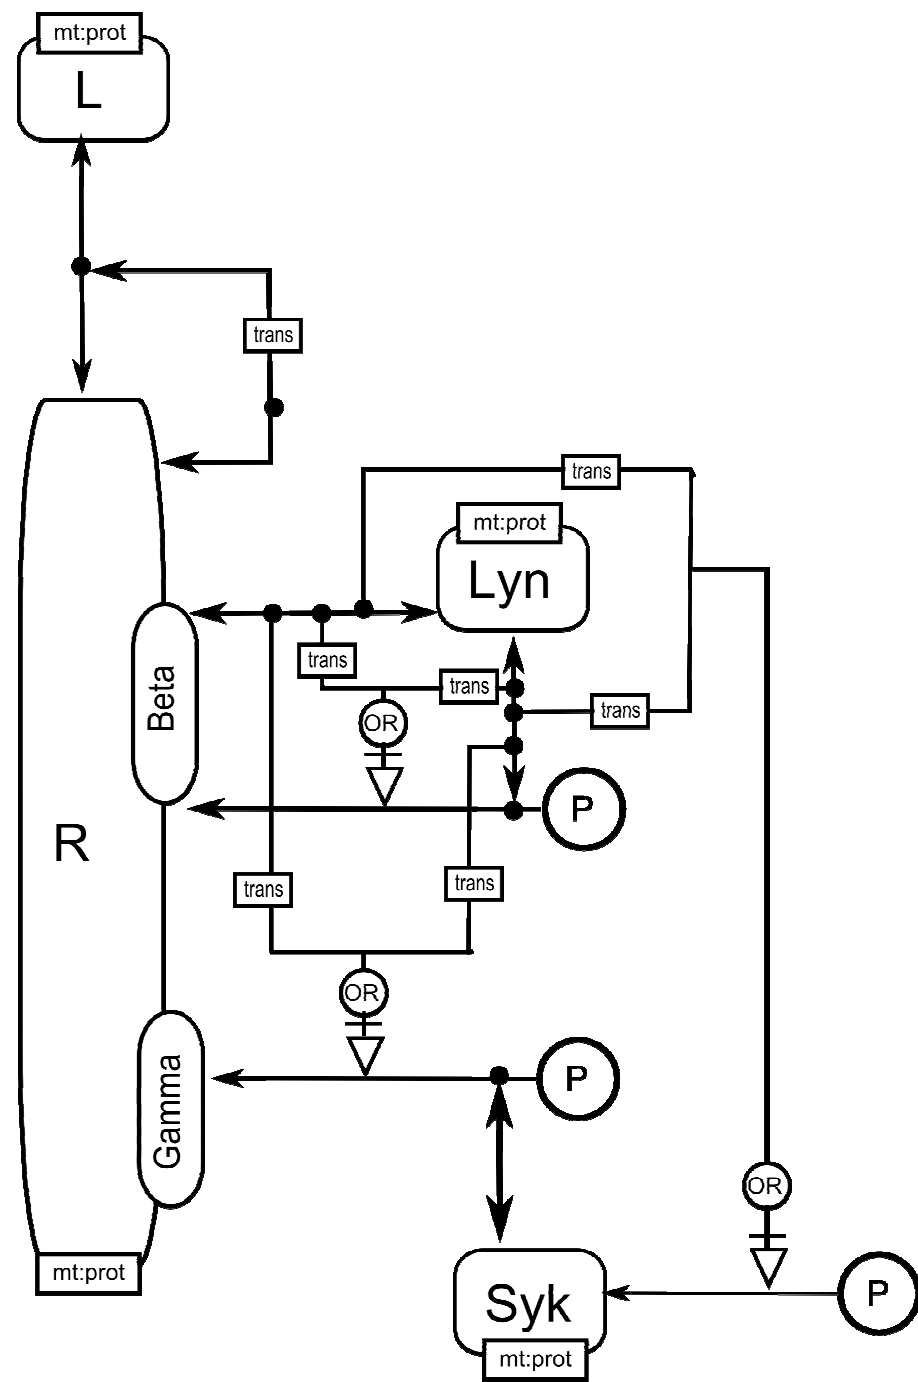 mt:prot
L
trans
trans
mt:prot
Lyn
trans
trans
trans
Beta
OR
P
R
trans
trans
OR
Gamma
P
OR
mt:prot
Syk
P
mt:prot